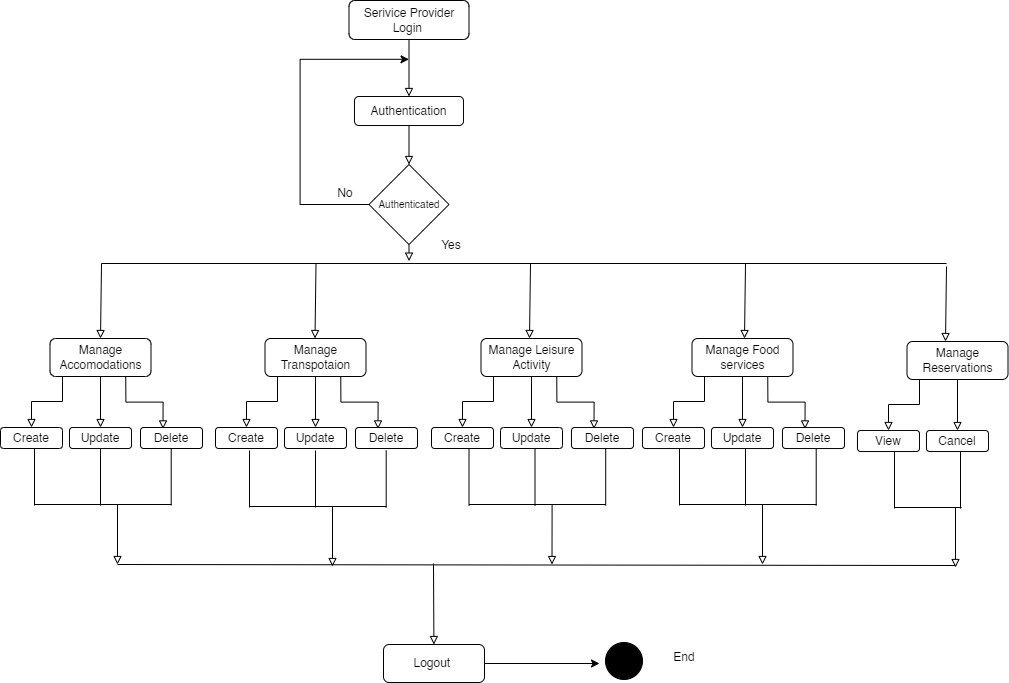 Serivice Provider
Login
Authentication
No
Authenticated
Yes
Manage
Accomodations
Manage
Transpotaion
Manage Leisure
Activity
Manage Food
services
Manage
Reservations
Create
Update
Delete
Create
Update
Delete
Create
Update
Delete
Create
Update
Delete
View
Cancel
Logout
End